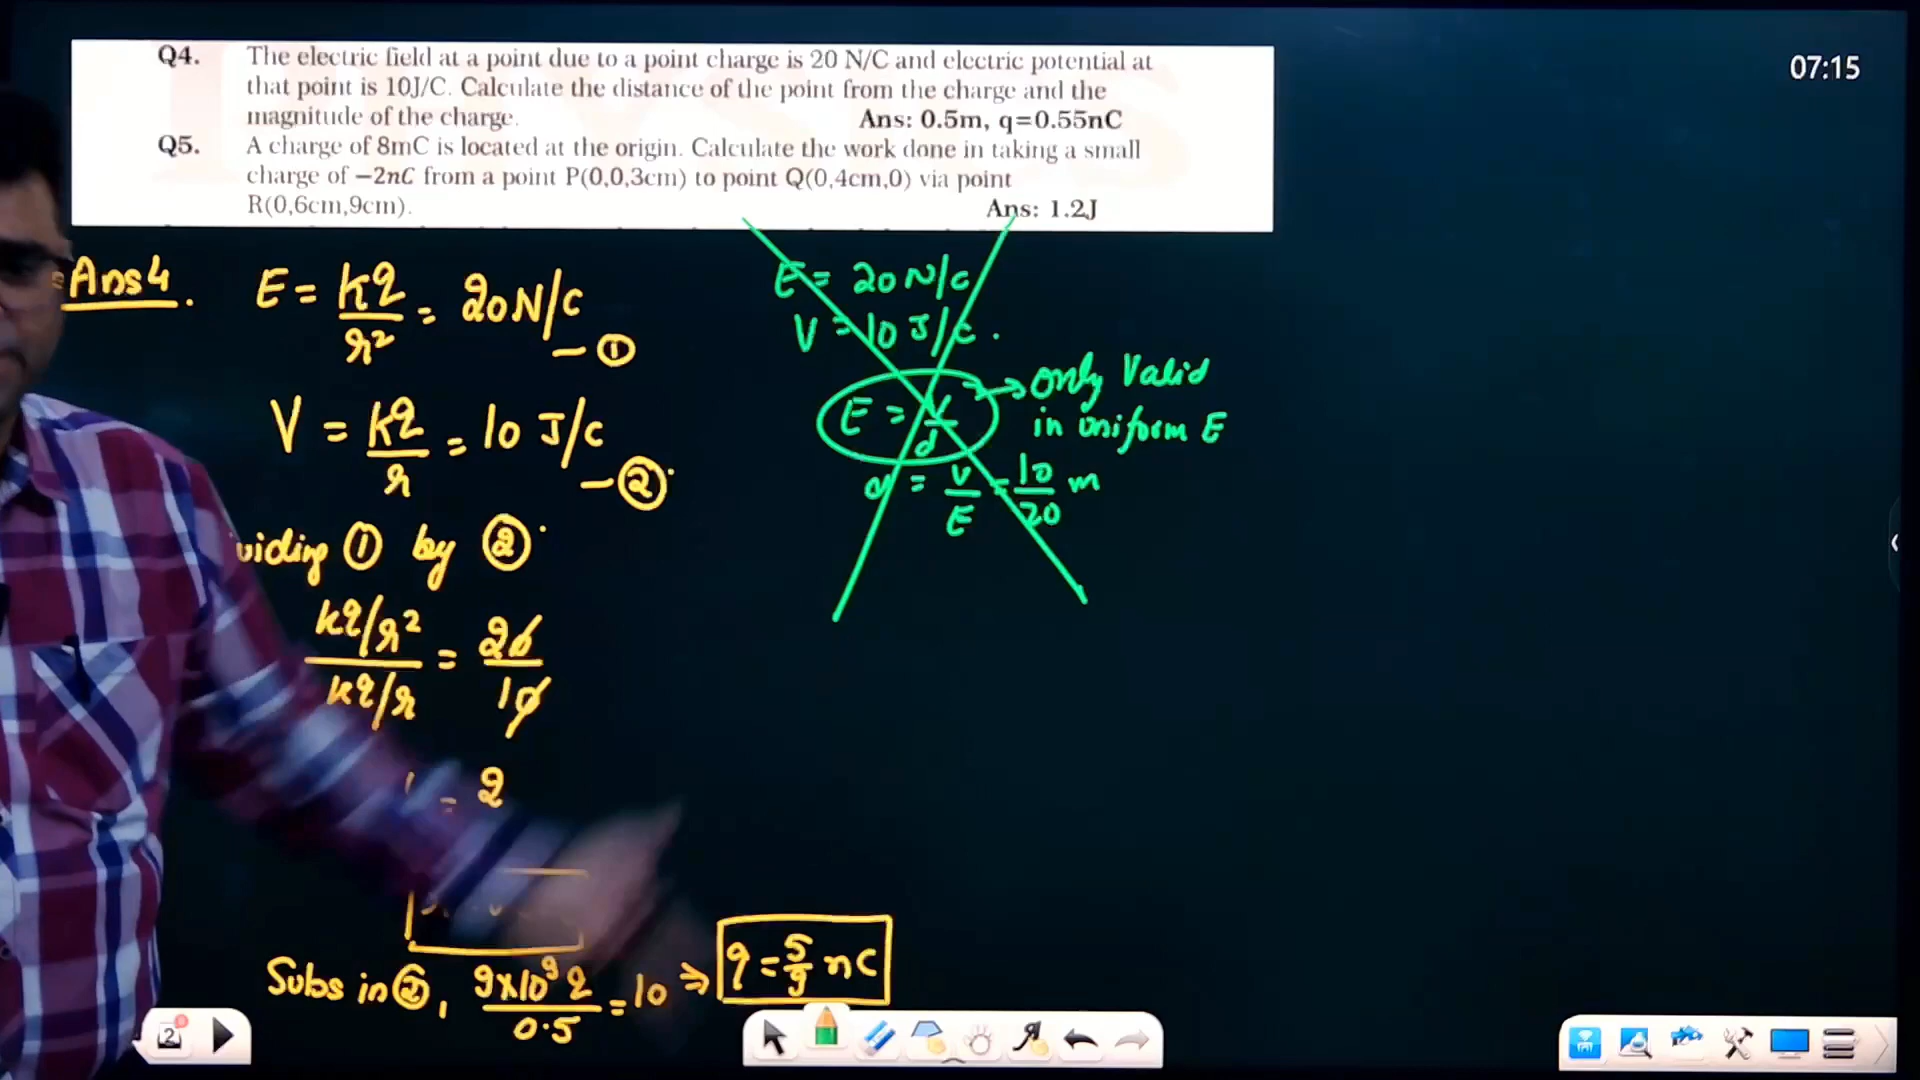 07:15
Q4. The electric field at a point due to a point charge is 20 N/C and electric potential at
that point is 10J/C. Calculate the distance of the point from the charge and the
magnitude of the charge. Ans: 0.5m, q=0.55nC
Q5. A charge of 8mC is located at the origin. Calculate the work done in taking a small
charge of −2nC from a point P(0,0,3cm) to point Q(0,4cm,0) via point
R(0,6cm,9cm). Ans: 1.2J
Ans4.
E = kq/r² = 20N/C — ①
V = kq/r = 10 J/C — ②
viding ① by ②
(kq/r²)/(kq/r) = 20/10
= 2
Subs in ②, 9×10⁹ q/0.5 = 10 ⇒ q = 5/9 nC
E = 20 N/C
V = 10 J/C.
E = V/d → only Valid
in uniform E
d = V/E = 10/20 m
2